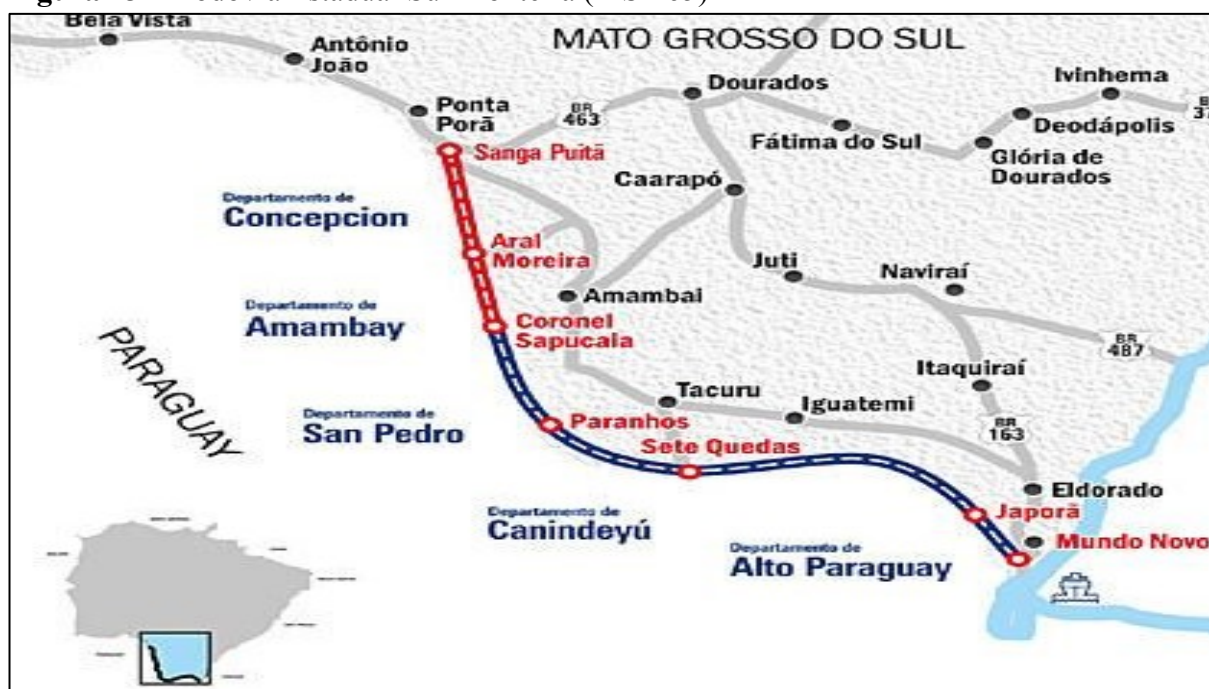 Bela Vista
MATO GROSSO DO SUL
Antônio
João
Dourados
Ivinhema
Ponta
Porã
BR
463
Deodápolis
Fátima do Sul
Sanga Puitã
Glória de
Dourados
Caarapó
Departamento de
Concepcion
Aral
Moreira
Juti
Naviraí
Amambai
Departamento de
Amambay
Coronel
Sapucaia
BR
487
PARAGUAY
Itaquiraí
Tacuru
Iguatemi
Departamento de
San Pedro
Paranhos
BR
163
Sete Quedas
Eldorado
Departamento de
Canindeyú
Japorã
Departamento de
Alto Paraguay
Mundo Novo